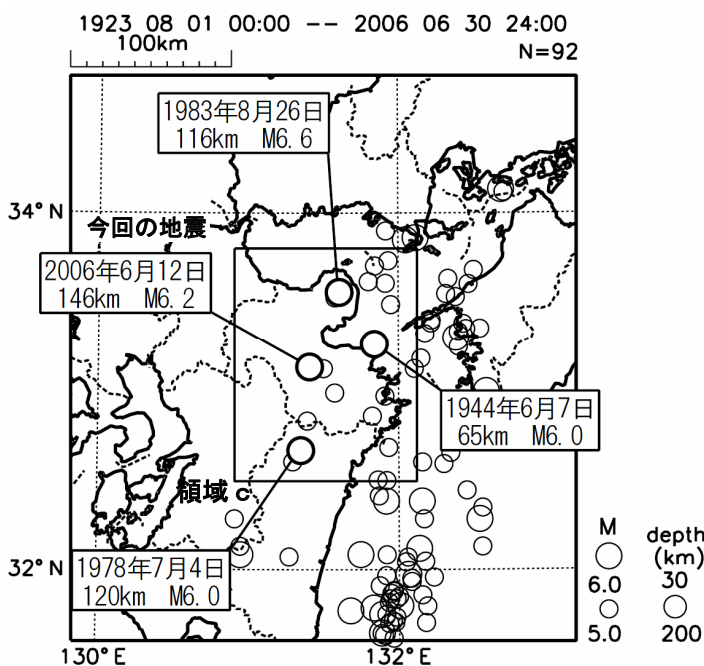 1923 08 01 00:00 -- 2006 06 30 24:00
100km
N=92
1983年8月26日
116km M6.6
34°N
今回の地震
2006年6月12日
146km M6.2
1944年6月7日
65km M6.0
領域c
32°N
1978年7月4日
120km M6.0
M
6.0
5.0
depth
(km)
30
200
130°E
132°E